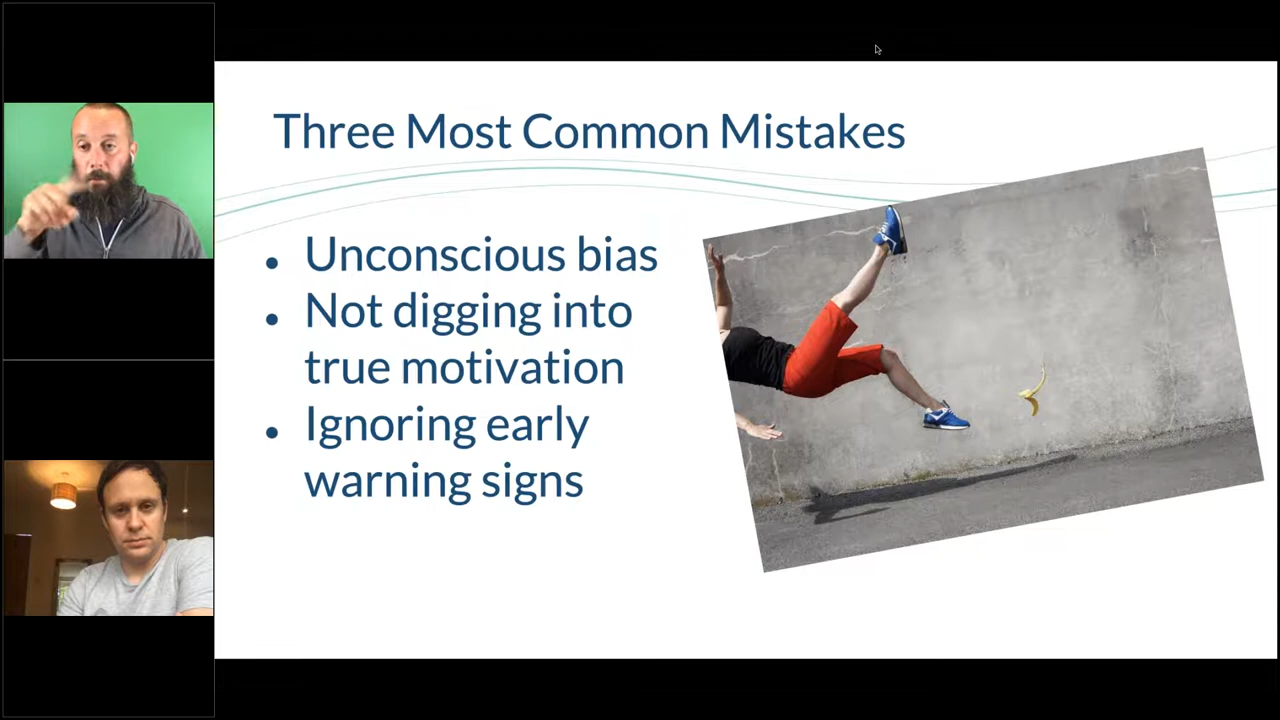 Three Most Common Mistakes
• Unconscious bias
• Not digging into
true motivation
• Ignoring early
warning signs